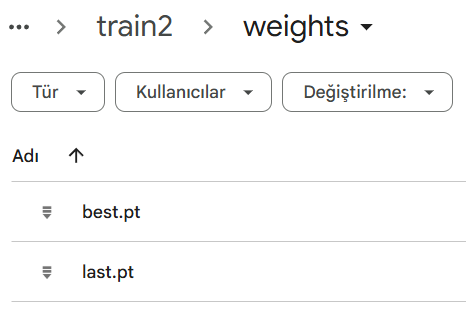 ... > train2 > weights
Tür Kullanıcılar Değiştirilme:
Adı
best.pt
last.pt